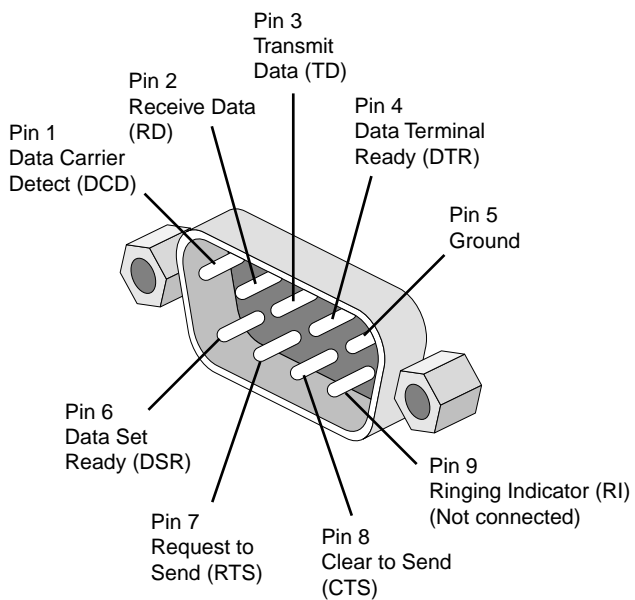 Pin 3
Transmit
Data (TD)
Pin 2
Receive Data
(RD)
Pin 4
Data Terminal
Ready (DTR)
Pin 1
Data Carrier
Detect (DCD)
Pin 5
Ground
Pin 6
Data Set
Ready (DSR)
Pin 9
Ringing Indicator (RI)
(Not connected)
Pin 7
Request to
Send (RTS)
Pin 8
Clear to Send
(CTS)